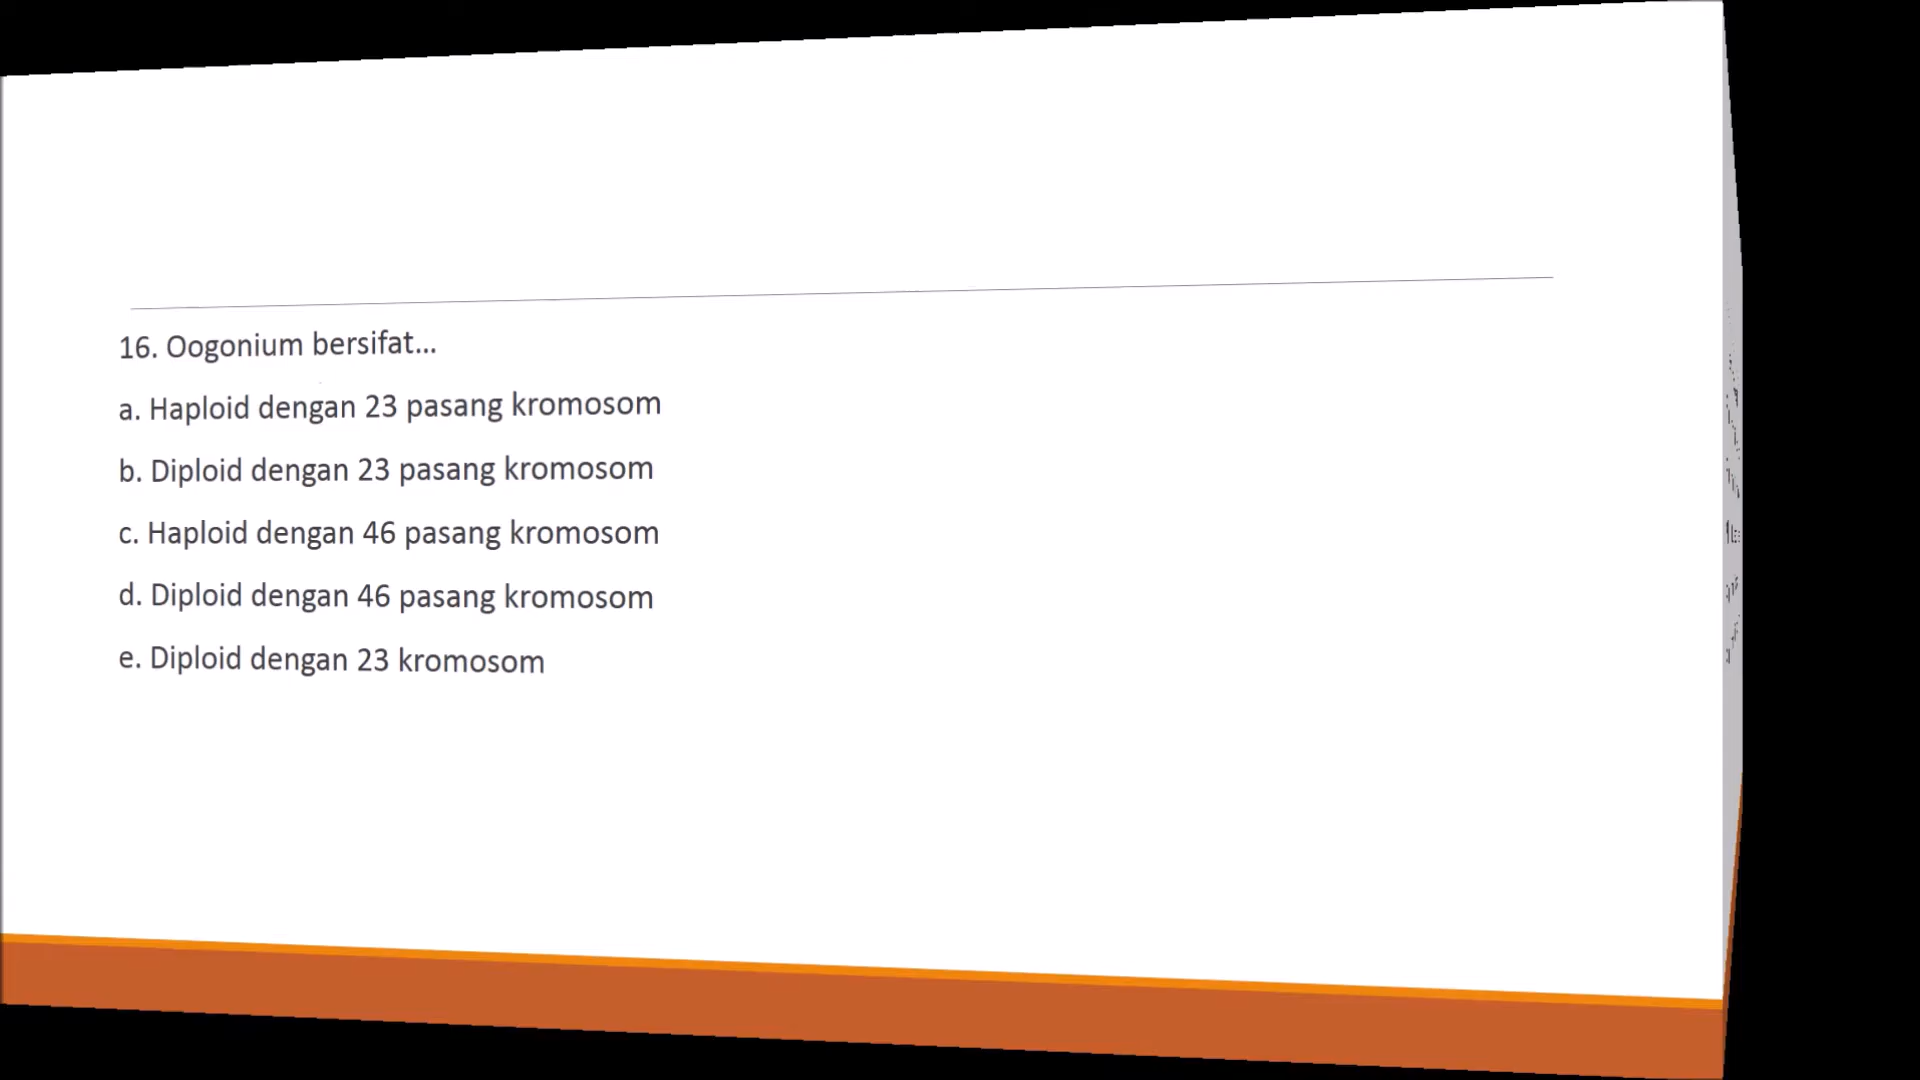 16. Oogonium bersifat...
a. Haploid dengan 23 pasang kromosom
b. Diploid dengan 23 pasang kromosom
c. Haploid dengan 46 pasang kromosom
d. Diploid dengan 46 pasang kromosom
e. Diploid dengan 23 kromosom